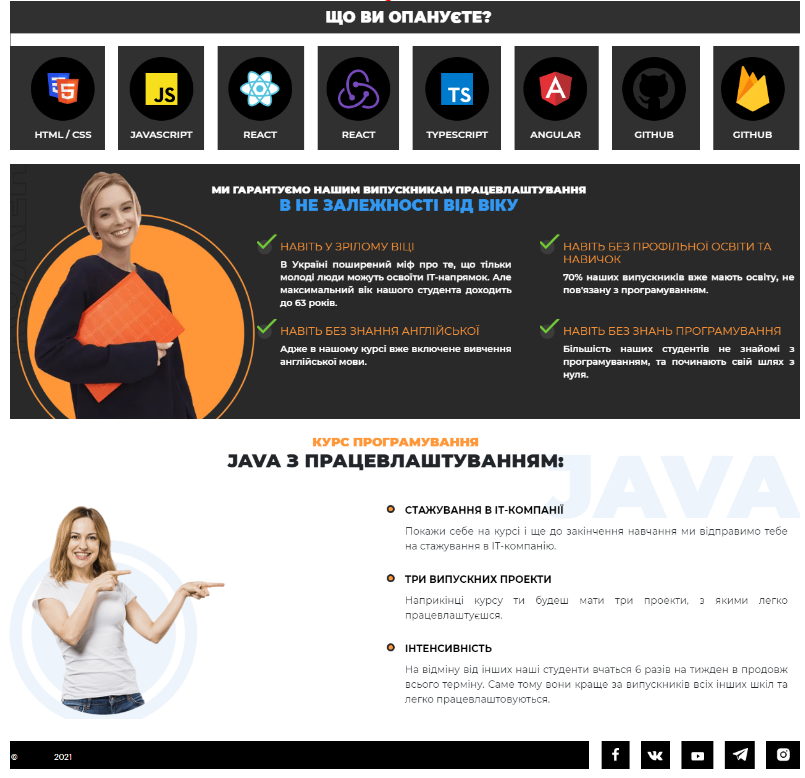 ЩО ВИ ОПАНУЄТЕ?
HTML / CSS
JAVASCRIPT
REACT
REACT
TYPESCRIPT
ANGULAR
GITHUB
GITHUB
МИ ГАРАНТУЄМО НАШИМ ВИПУСКНИКАМ ПРАЦЕВЛАШТУВАННЯ
В НЕ ЗАЛЕЖНОСТІ ВІД ВІКУ
НАВІТЬ У ЗРІЛОМУ ВІЦІ
В Україні поширений міф про те, що тільки
молоді люди можуть освоїти IT-напрямок. Але
максимальний вік нашого студента доходить
до 63 років.
НАВІТЬ БЕЗ ПРОФІЛЬНОЇ ОСВІТИ ТА
НАВИЧОК
70% наших випускників вже мають освіту, не
пов'язану з програмуванням.
НАВІТЬ БЕЗ ЗНАННЯ АНГЛІЙСЬКОЇ
Адже в нашому курсі вже включене вивчення
англійської мови.
НАВІТЬ БЕЗ ЗНАНЬ ПРОГРАМУВАННЯ
Більшість наших студентів не знайомі з
програмуванням, та починають свій шлях з
нуля.
КУРС ПРОГРАМУВАННЯ
JAVA З ПРАЦЕВЛАШТУВАННЯМ:
JAVA
СТАЖУВАННЯ В IT-КОМПАНІЇ
Покажи себе на курсі і ще до закінчення навчання ми відправимо тебе
на стажування в IT-компанію.
ТРИ ВИПУСКНИХ ПРОЕКТИ
Наприкінці курсу ти будеш мати три проекти, з якими легко
працевлаштуєшся.
ІНТЕНСИВНІСТЬ
На відміну від інших наші студенти вчаться 6 разів на тижден в продовж
всього терміну. Саме тому вони краще за випускників всіх інших шкіл та
легко працевлаштовуються.
© 2021